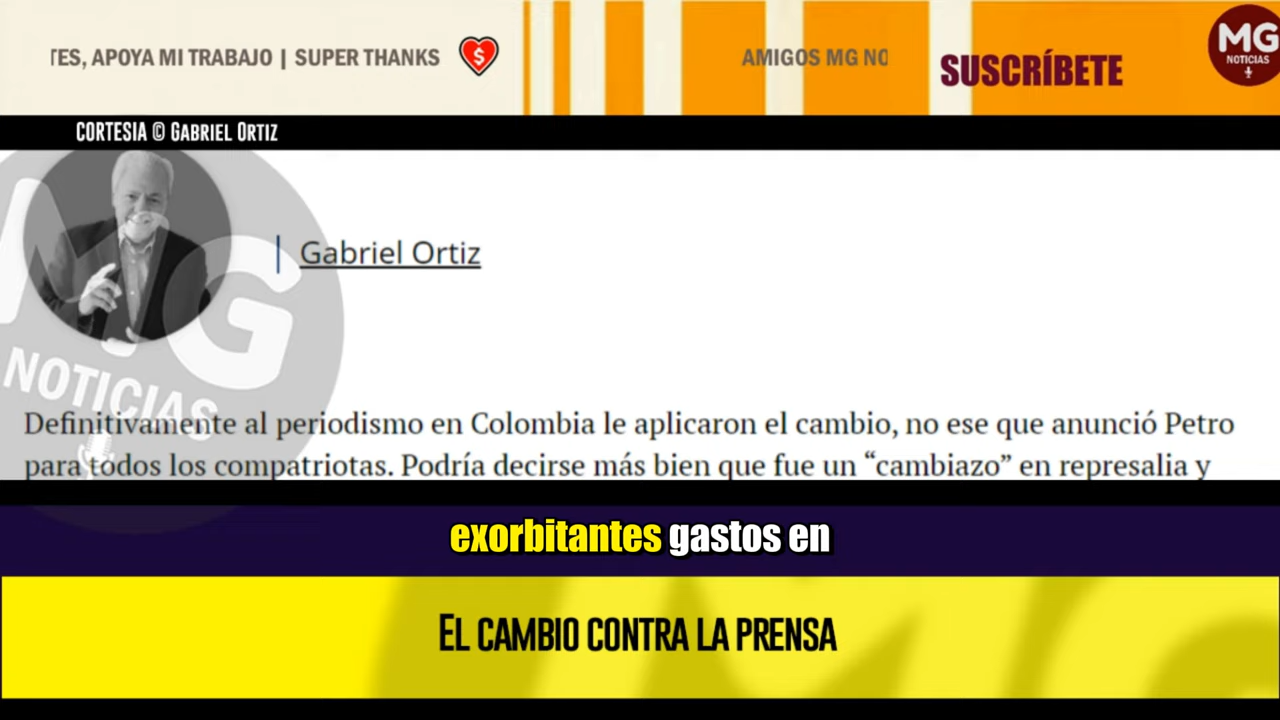 TES, APOYA MI TRABAJO | SUPER THANKS
AMIGOS MG NO
SUSCRÍBETE
MG
NOTICIAS
CORTESIA © GABRIEL ORTIZ
MG
NOTICIAS
Gabriel Ortiz
Definitivamente al periodismo en Colombia le aplicaron el cambio, no ese que anunció Petro
para todos los compatriotas. Podría decirse más bien que fue un “cambiazo” en represalia y
exorbitantes gastos en
EL CAMBIO CONTRA LA PRENSA